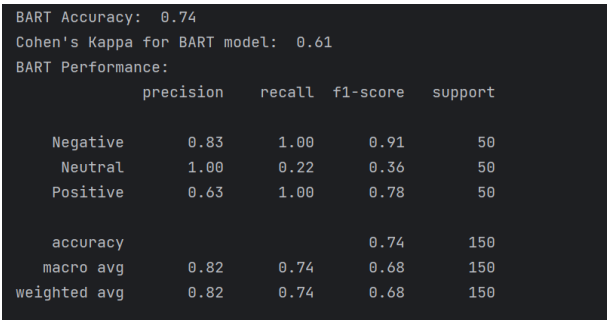 BART Accuracy:  0.74
Cohen's Kappa for BART model:  0.61
BART Performance:
              precision    recall  f1-score   support

    Negative       0.83      1.00      0.91        50
     Neutral       1.00      0.22      0.36        50
    Positive       0.63      1.00      0.78        50

    accuracy                           0.74       150
   macro avg       0.82      0.74      0.68       150
weighted avg       0.82      0.74      0.68       150